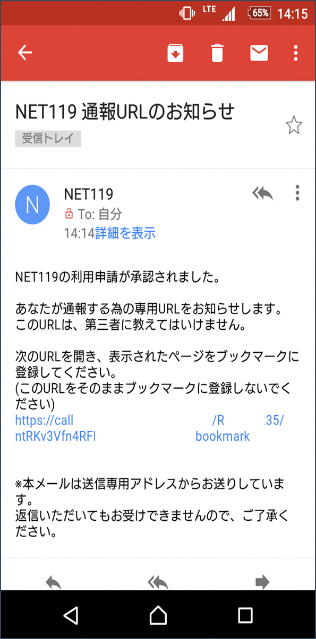 LTE 65% 14:15
NET119 通報URLのお知らせ
受信トレイ
N
NET119
To: 自分
14:14詳細を表示
NET119の利用申請が承認されました。
あなたが通報する為の専用URLをお知らせします。
このURLは、第三者に教えてはいけません。
次のURLを開き、表示されたページをブックマークに
登録してください。
(このURLをそのままブックマークに登録しないでく
ださい)
https://call /R 35/
ntRKv3Vfn4RFl bookmark
※本メールは送信専用アドレスからお送りしていま
す。
返信いただいてもお受けできませんので、ご了承く
ださい。